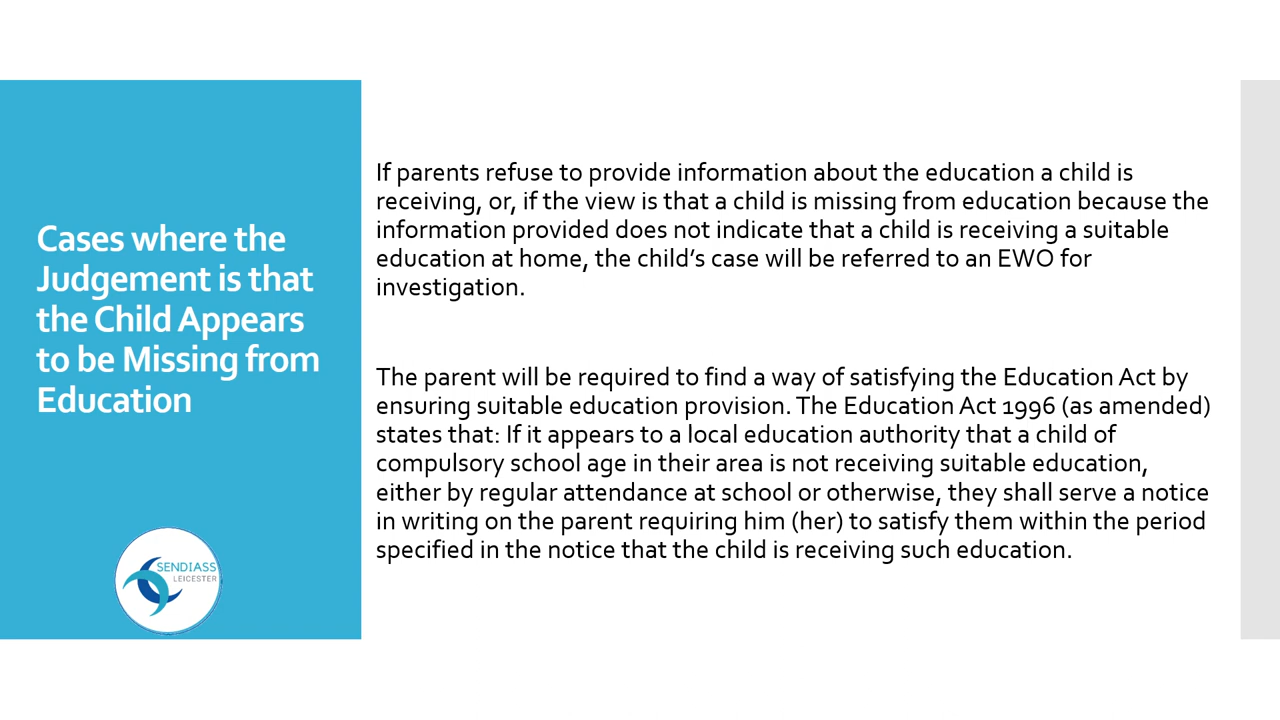 Cases where the
Judgement is that
the Child Appears
to be Missing from
Education
SENDIASS
LEICESTER
If parents refuse to provide information about the education a child is
receiving, or, if the view is that a child is missing from education because the
information provided does not indicate that a child is receiving a suitable
education at home, the child’s case will be referred to an EWO for
investigation.
The parent will be required to find a way of satisfying the Education Act by
ensuring suitable education provision. The Education Act 1996 (as amended)
states that: If it appears to a local education authority that a child of
compulsory school age in their area is not receiving suitable education,
either by regular attendance at school or otherwise, they shall serve a notice
in writing on the parent requiring him (her) to satisfy them within the period
specified in the notice that the child is receiving such education.